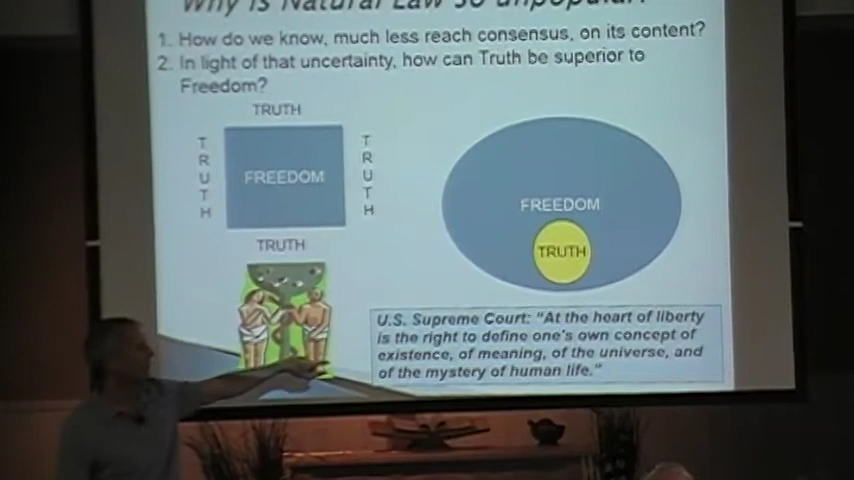 Why is Natural Law so unpopular?
1. How do we know, much less reach consensus, on its content?
2. In light of that uncertainty, how can Truth be superior to
Freedom?
TRUTH
TRUTH
FREEDOM
TRUTH
TRUTH
FREEDOM
TRUTH
U.S. Supreme Court: "At the heart of liberty
is the right to define one's own concept of
existence, of meaning, of the universe, and
of the mystery of human life."